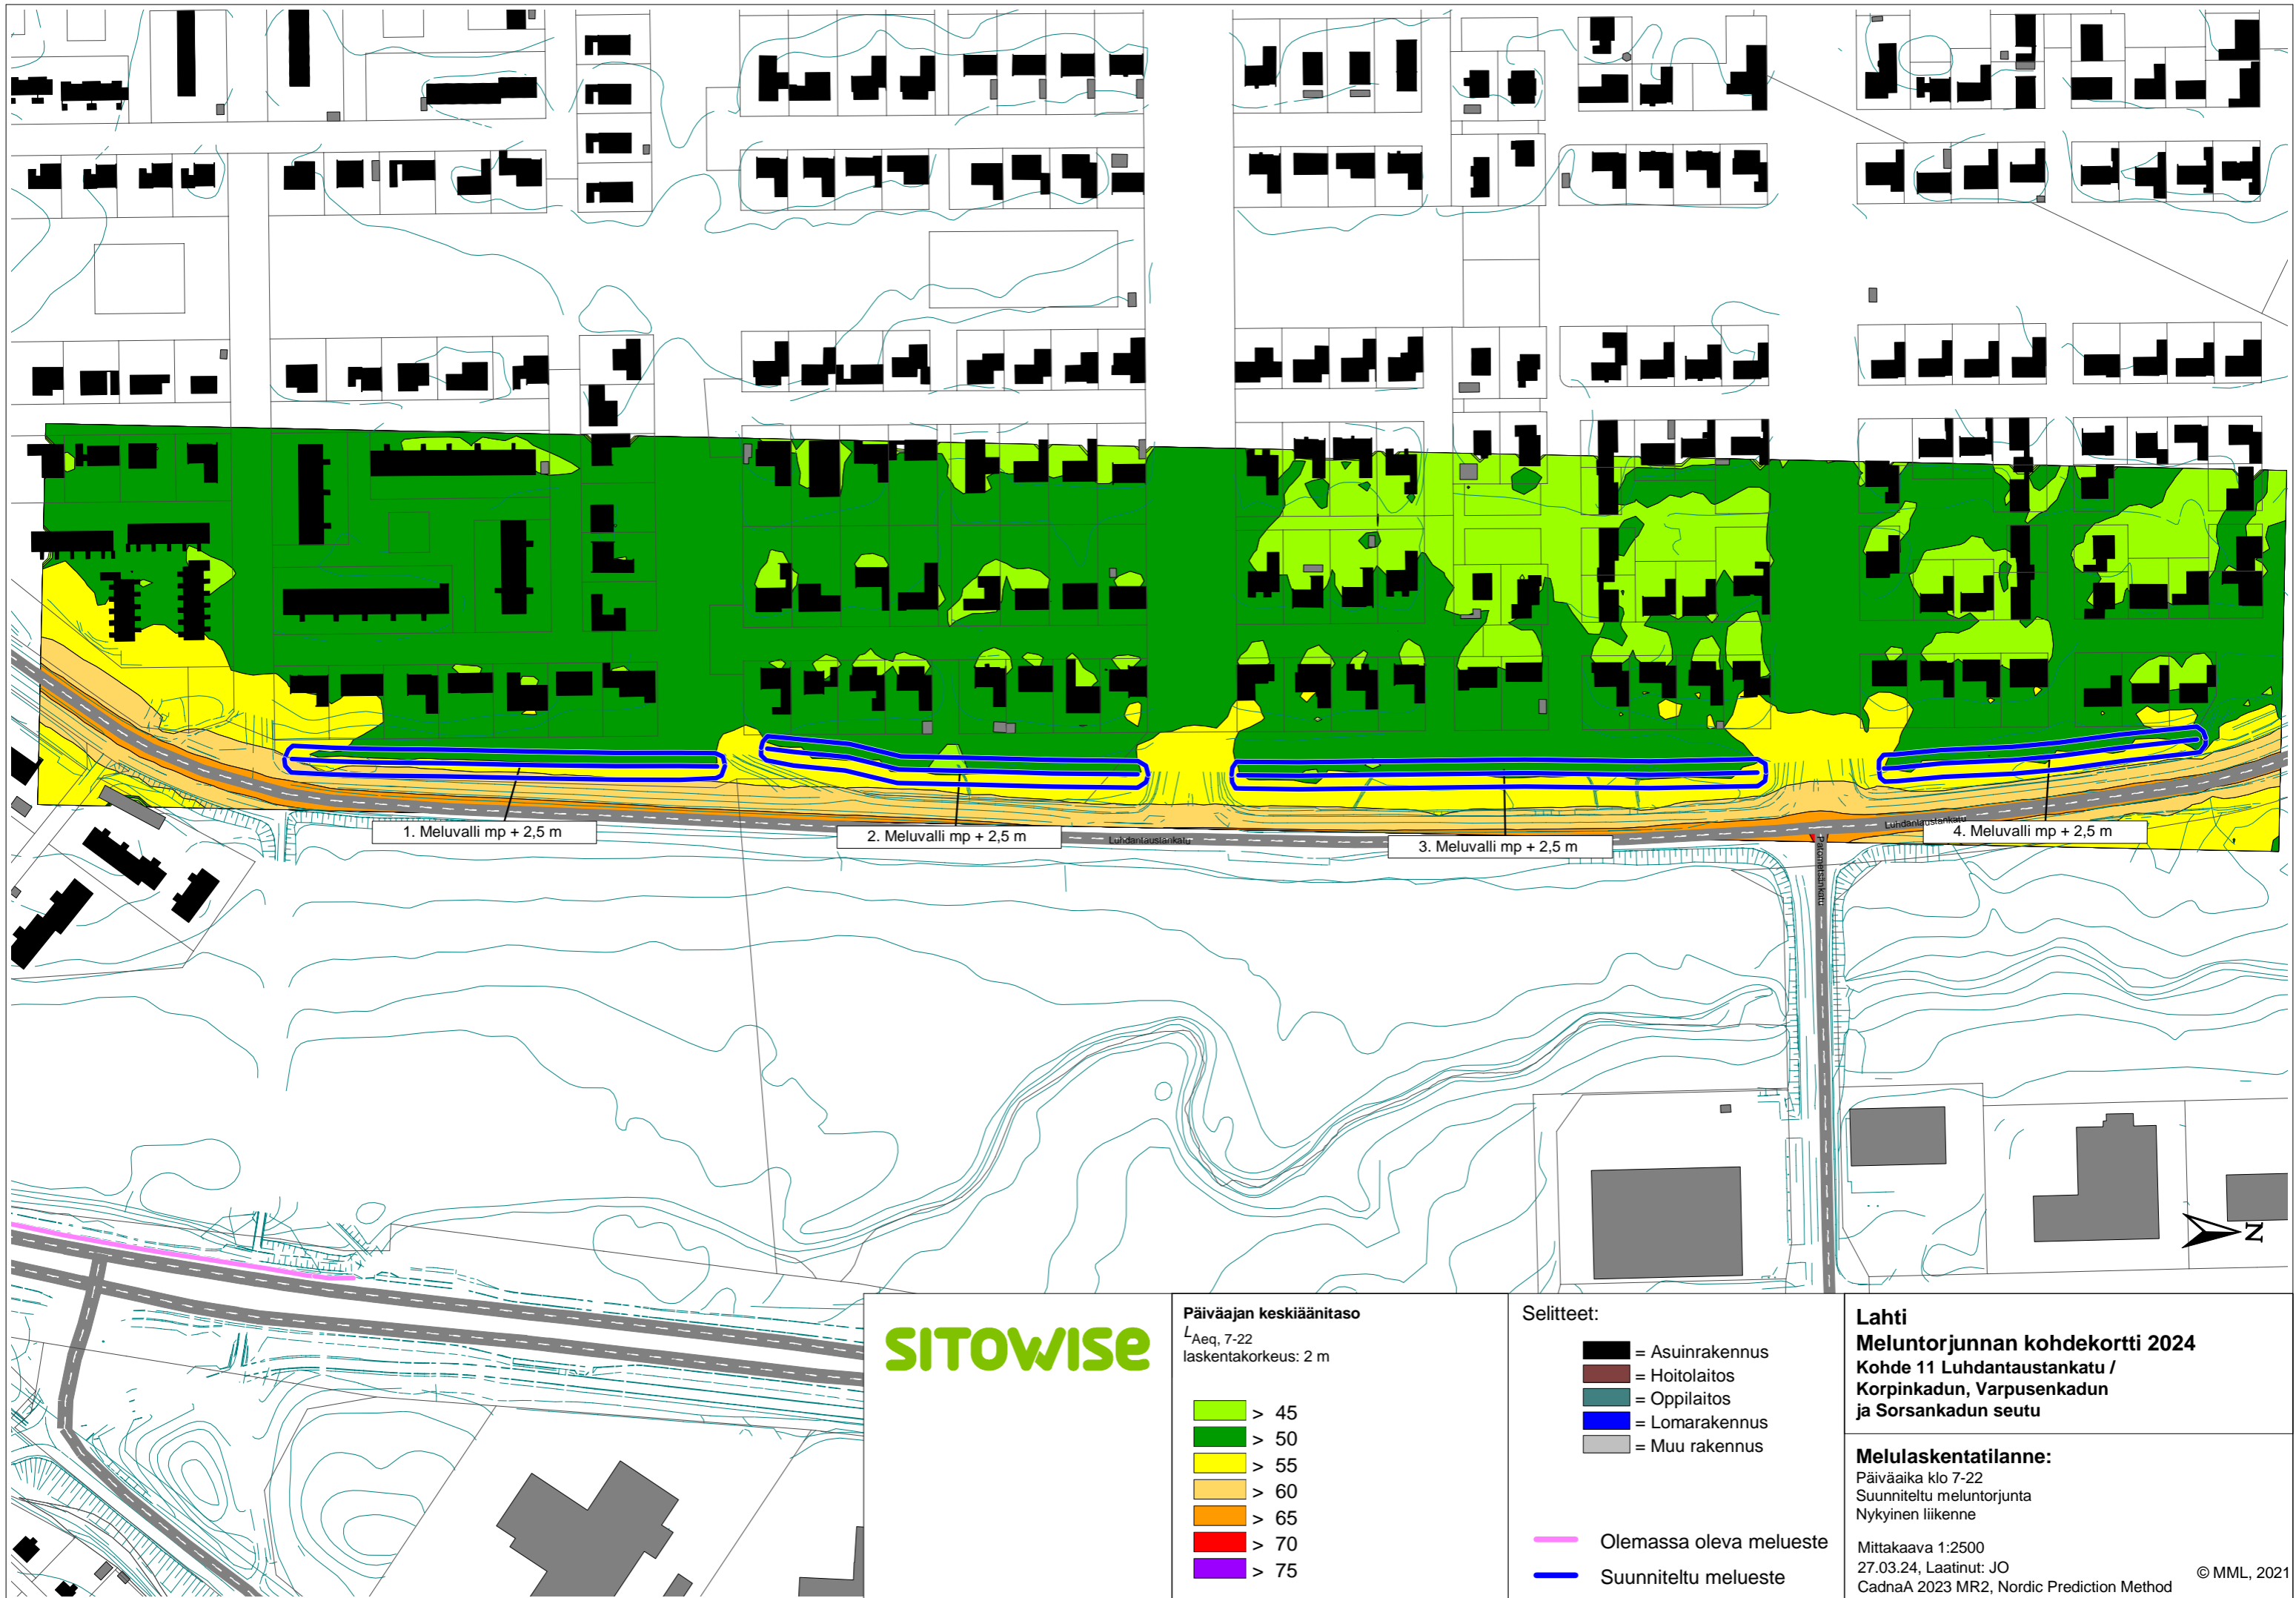 1. Meluvalli mp + 2,5 m
2. Meluvalli mp + 2,5 m
Luhdantaustankatu
3. Meluvalli mp + 2,5 m
Luhdantaustankatu
4. Meluvalli mp + 2,5 m
N
SITOWISE
Päiväajan keskiäänitaso
LAeq, 7-22
laskentakorkeus: 2 m
> 45
> 50
> 55
> 60
> 65
> 70
> 75
Selitteet:
= Asuinrakennus
= Hoitolaitos
= Oppilaitos
= Lomarakennus
= Muu rakennus
Olemassa oleva melueste
Suunniteltu melueste
Lahti
Meluntorjunnan kohdekortti 2024
Kohde 11 Luhdantaustankatu /
Korpinkadun, Varpusenkadun
ja Sorsankadun seutu
Melulaskentatilanne:
Päiväaika klo 7-22
Suunniteltu meluntorjunta
Nykyinen liikenne
Mittakaava 1:2500
27.03.24, Laatinut: JO
CadnaA 2023 MR2, Nordic Prediction Method
© MML, 2021